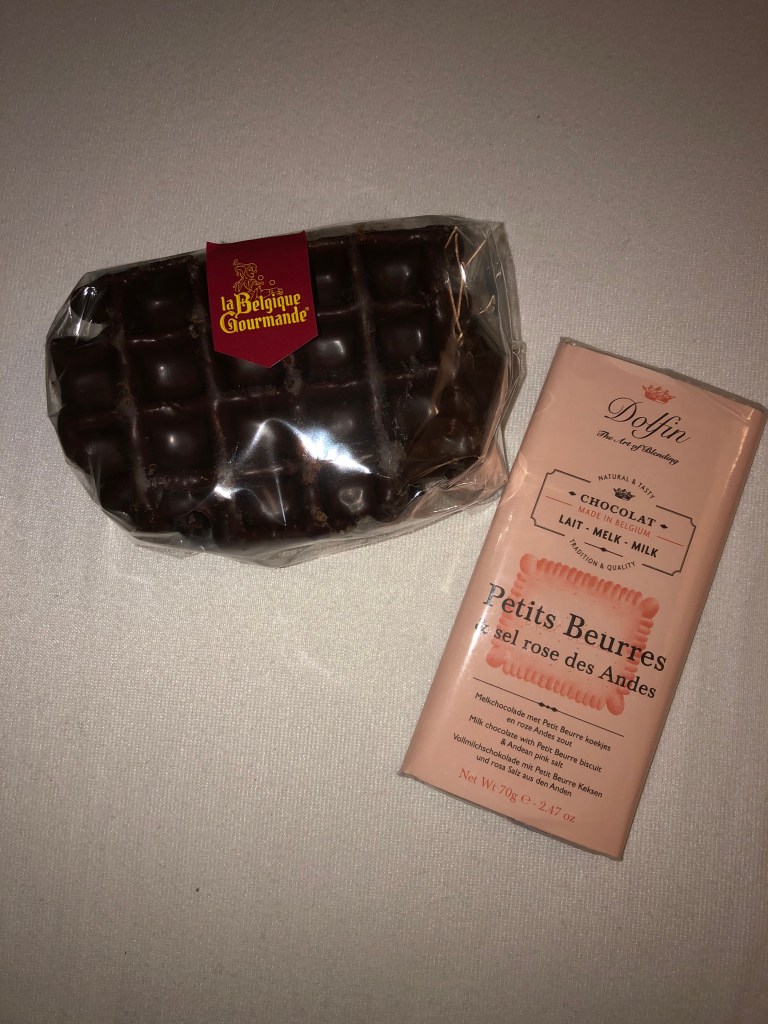 la Belgique
Gourmande®
Dolfin
The Art of Blending
NATURAL & TASTY
CHOCOLAT
MADE IN BELGIUM
LAIT - MELK - MILK
TRADITION & QUALITY
Petits Beurres
& sel rose des Andes
Melkchocolade met Petit Beurre koekjes
en roze Andes zout
Milk chocolate with Petit Beurre biscuit
& Andean pink salt
Vollmilchschokolade mit Petit Beurre Keksen
und rosa Salz aus den Anden
Net Wt 70g ℮ - 2.47 oz